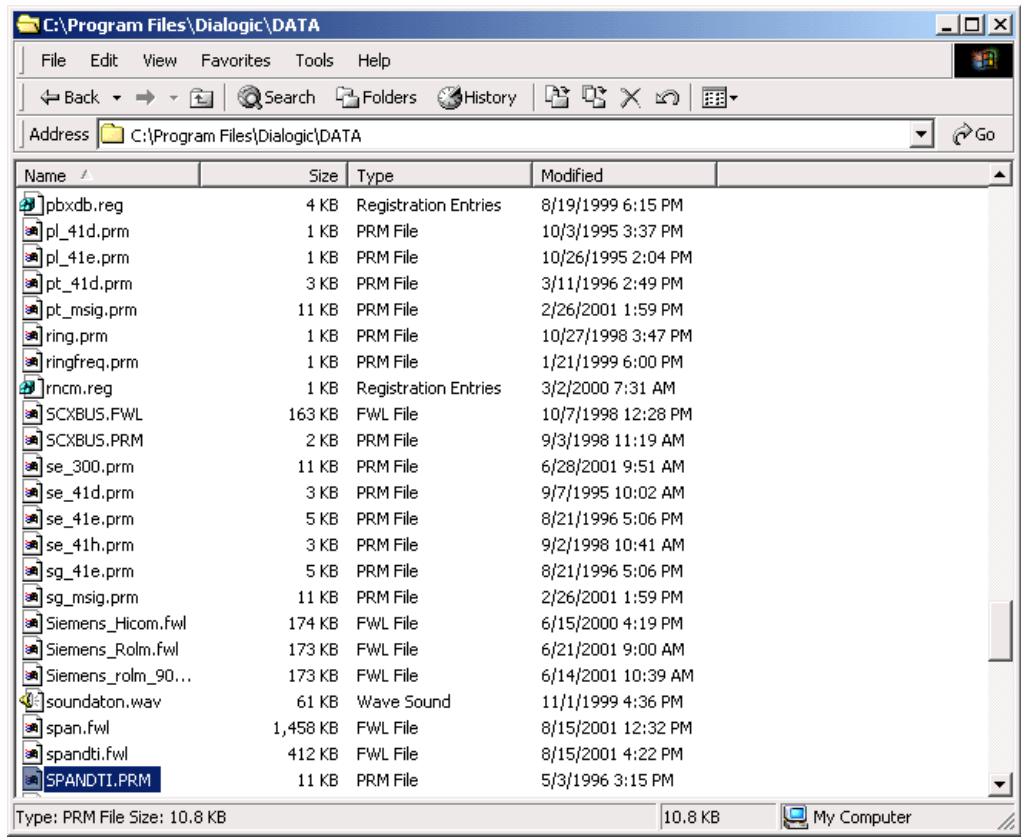 C:\Program Files\Dialogic\DATA
File Edit View Favorites Tools Help
Back Search Folders History
Address C:\Program Files\Dialogic\DATA Go
Name Size Type Modified
pbxdb.reg 4 KB Registration Entries 8/19/1999 6:15 PM
pl_41d.prm 1 KB PRM File 10/3/1995 3:37 PM
pl_41e.prm 1 KB PRM File 10/26/1995 2:04 PM
pt_41d.prm 3 KB PRM File 3/11/1996 2:49 PM
pt_msig.prm 11 KB PRM File 2/26/2001 1:59 PM
ring.prm 1 KB PRM File 10/27/1998 3:47 PM
ringfreq.prm 1 KB PRM File 1/21/1999 6:00 PM
rncm.reg 1 KB Registration Entries 3/2/2000 7:31 AM
SCXBUS.FWL 163 KB FWL File 10/7/1998 12:28 PM
SCXBUS.PRM 2 KB PRM File 9/3/1998 11:19 AM
se_300.prm 11 KB PRM File 6/28/2001 9:51 AM
se_41d.prm 3 KB PRM File 9/7/1995 10:02 AM
se_41e.prm 5 KB PRM File 8/21/1996 5:06 PM
se_41h.prm 3 KB PRM File 9/2/1998 10:41 AM
sg_41e.prm 5 KB PRM File 8/21/1996 5:06 PM
sg_msig.prm 11 KB PRM File 2/26/2001 1:59 PM
Siemens_Hicom.fwl 174 KB FWL File 6/15/2000 4:19 PM
Siemens_Rolm.fwl 173 KB FWL File 6/21/2001 9:00 AM
Siemens_rolm_90... 173 KB FWL File 6/14/2001 10:39 AM
soundaton.wav 61 KB Wave Sound 11/1/1999 4:36 PM
span.fwl 1,458 KB FWL File 8/15/2001 12:32 PM
spandti.fwl 412 KB FWL File 8/15/2001 4:22 PM
SPANDTI.PRM 11 KB PRM File 5/3/1996 3:15 PM
Type: PRM File Size: 10.8 KB 10.8 KB My Computer